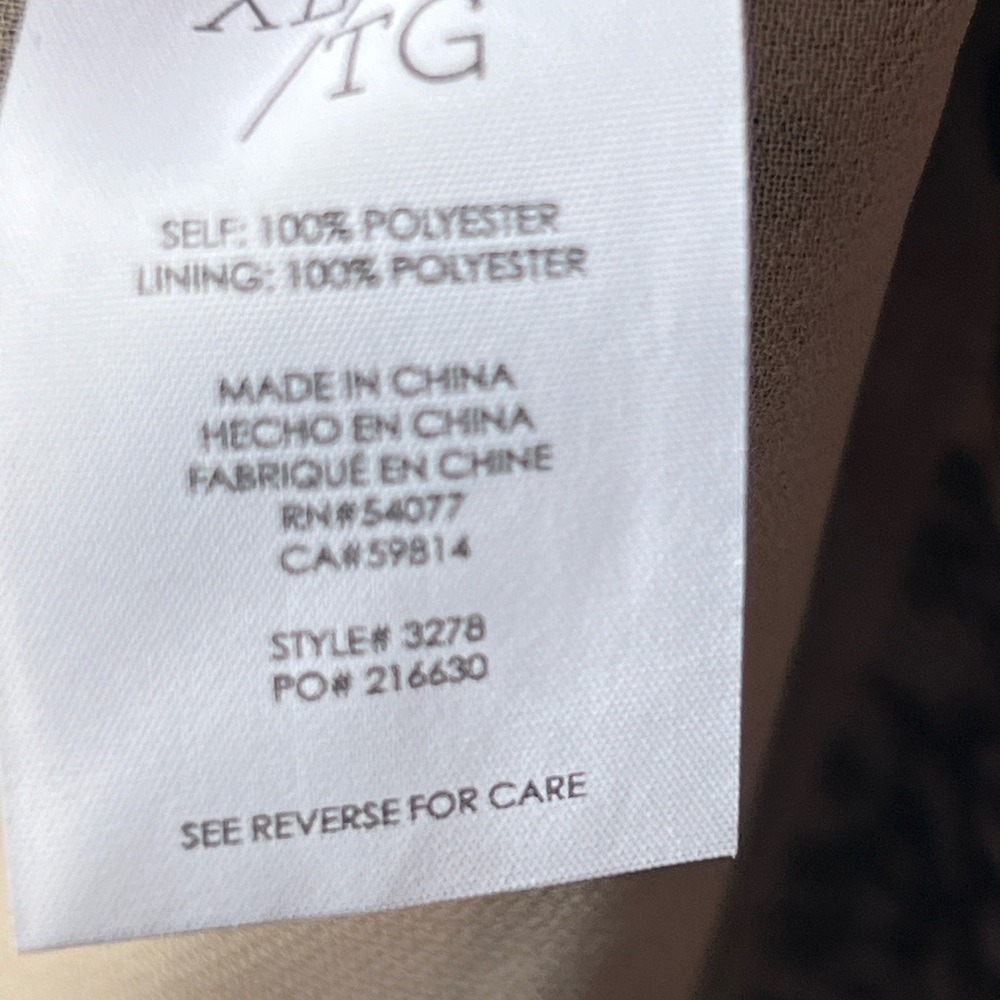 XL
/TG
SELF: 100% POLYESTER
LINING: 100% POLYESTER
MADE IN CHINA
HECHO EN CHINA
FABRIQUÉ EN CHINE
RN#54077
CA#59814
STYLE# 3278
PO# 216630
SEE REVERSE FOR CARE